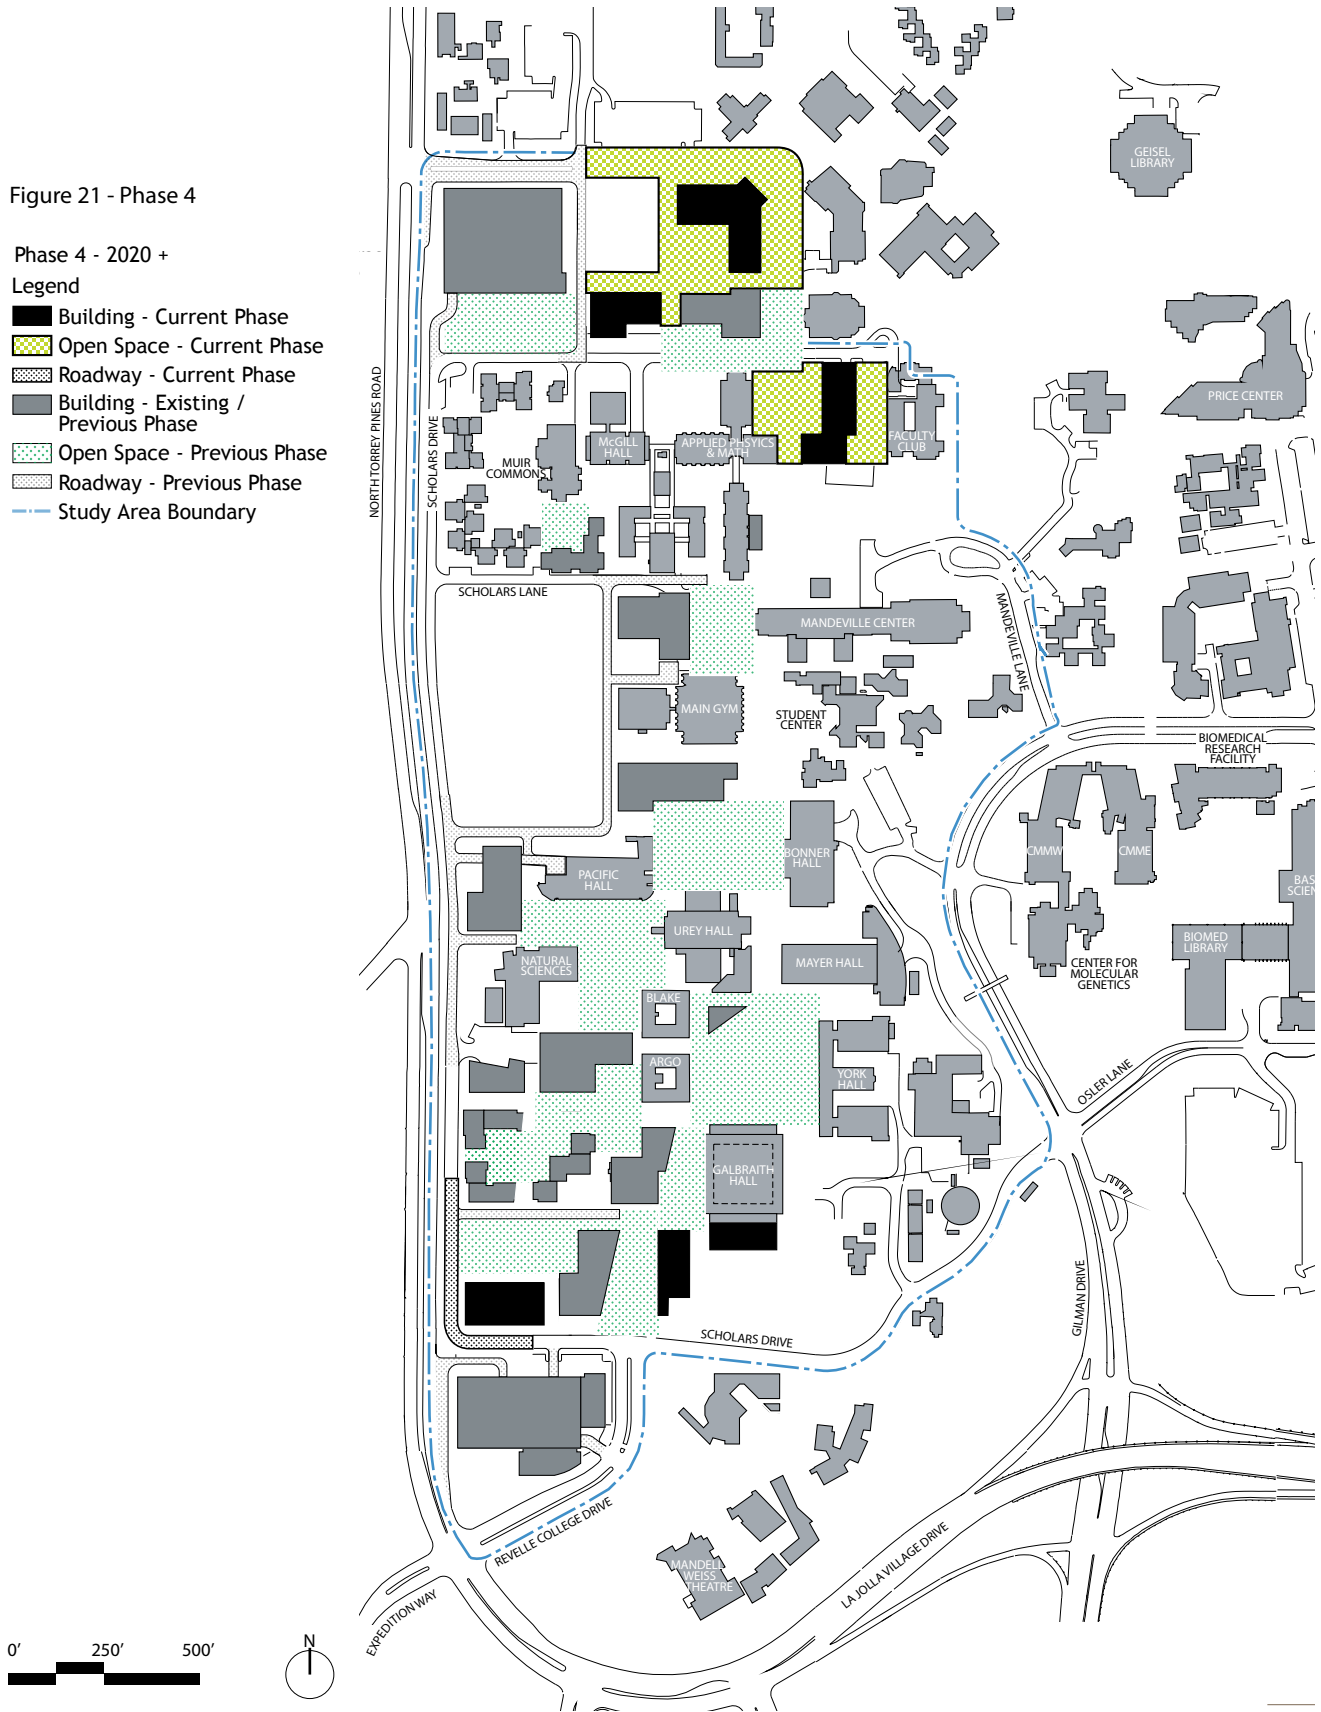 Figure 21 - Phase 4
Phase 4 - 2020 +
Legend
Building - Current Phase
Open Space - Current Phase
Roadway - Current Phase
Building - Existing /
Previous Phase
Open Space - Previous Phase
Roadway - Previous Phase
Study Area Boundary
GEISEL
LIBRARY
PRICE CENTER
NORTH TORREY PINES ROAD
SCHOLARS DRIVE
MUIR
COMMONS
McGILL
HALL
APPLIED PHSYICS
& MATH
FACULTY
CLUB
SCHOLARS LANE
MANDEVILLE CENTER
MANDEVILLE LANE
MAIN GYM
STUDENT
CENTER
BIOMEDICAL
RESEARCH
FACILITY
BONNER
HALL
CMMW
CMME
PACIFIC
HALL
BAS
SCIEN
UREY HALL
BIOMED
LIBRARY
NATURAL
SCIENCES
MAYER HALL
CENTER FOR
MOLECULAR
GENETICS
BLAKE
ARGO
YORK
HALL
OSLER LANE
GALBRAITH
HALL
GILMAN DRIVE
SCHOLARS DRIVE
REVELLE COLLEGE DRIVE
LA JOLLA VILLAGE DRIVE
MANDELL
WEISS
THEATRE
EXPEDITION WAY
0’ 250’ 500’
N